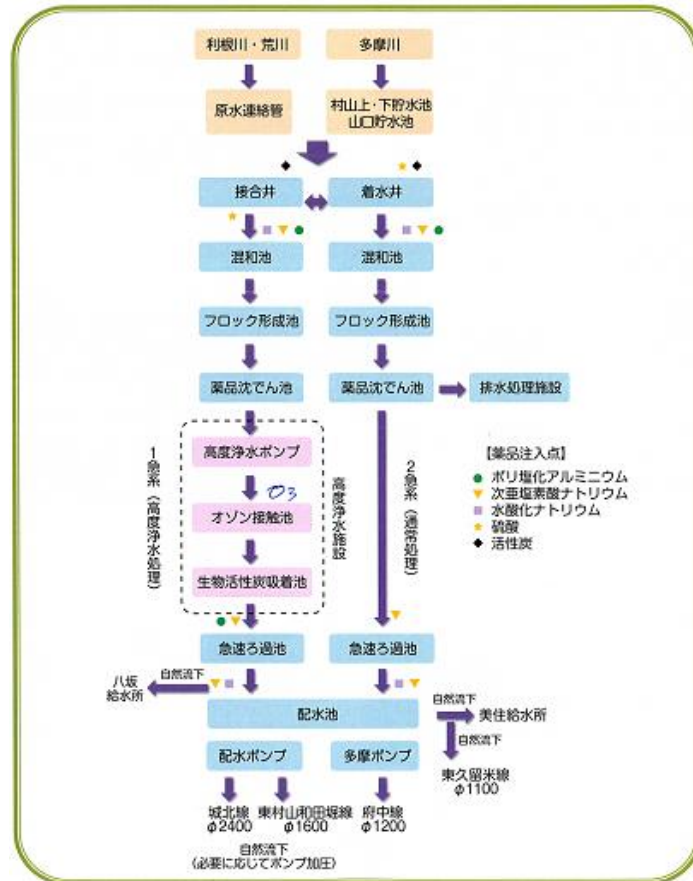 利根川・荒川
多摩川
原水連絡管
村山上・下貯水池
山口貯水池
接合井
着水井
混和池
混和池
フロック形成池
フロック形成池
薬品沈でん池
薬品沈でん池
排水処理施設
1急系（高度浄水処理）
高度浄水ポンプ
O3
オゾン接触池
生物活性炭吸着池
高度浄水施設
2急系（通常処理）
【薬品注入点】
ポリ塩化アルミニウム
次亜塩素酸ナトリウム
水酸化ナトリウム
硫酸
活性炭
急速ろ過池
急速ろ過池
自然流下
八坂
給水所
配水池
自然流下
美住給水所
自然流下
東久留米線
φ1100
配水ポンプ
多摩ポンプ
城北線
φ2400
東村山和田堀線
φ1600
府中線
φ1200
自然流下
(必要に応じてポンプ加圧)